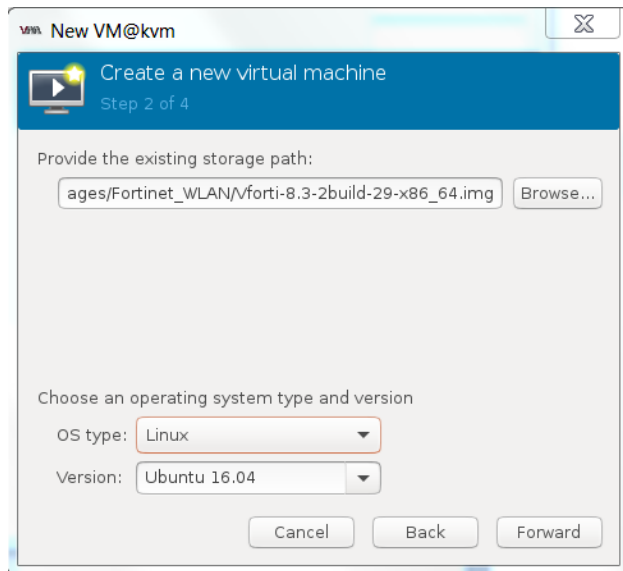 New VM@kvm
Create a new virtual machine
Step 2 of 4
Provide the existing storage path:
ages/Fortinet_WLAN/Vforti-8.3-2build-29-x86_64.img Browse...
Choose an operating system type and version
OS type: Linux
Version: Ubuntu 16.04
Cancel Back Forward